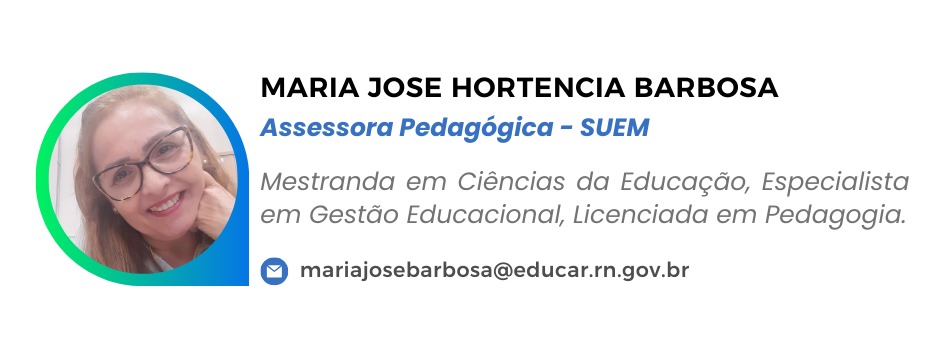 MARIA JOSE HORTENCIA BARBOSA
Assessora Pedagógica - SUEM
Mestranda em Ciências da Educação, Especialista
em Gestão Educacional, Licenciada em Pedagogia.
mariajosebarbosa@educar.rn.gov.br